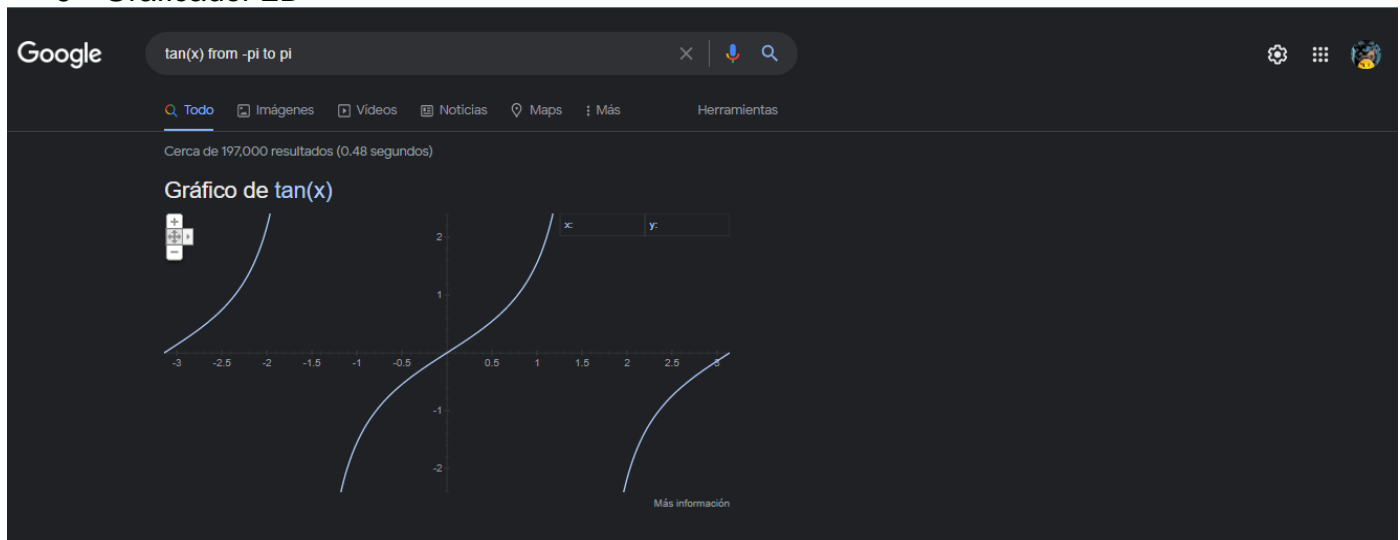 Graficador 2D
Google
tan(x) from -pi to pi
Todo Imágenes Vídeos Noticias Maps Más Herramientas
Cerca de 197,000 resultados (0.48 segundos)
Gráfico de tan(x)
+
x: y:
-
2
1
-3 -2.5 -2 -1.5 -1 -0.5 0.5 1 1.5 2 2.5 3
-1
-2
Más información